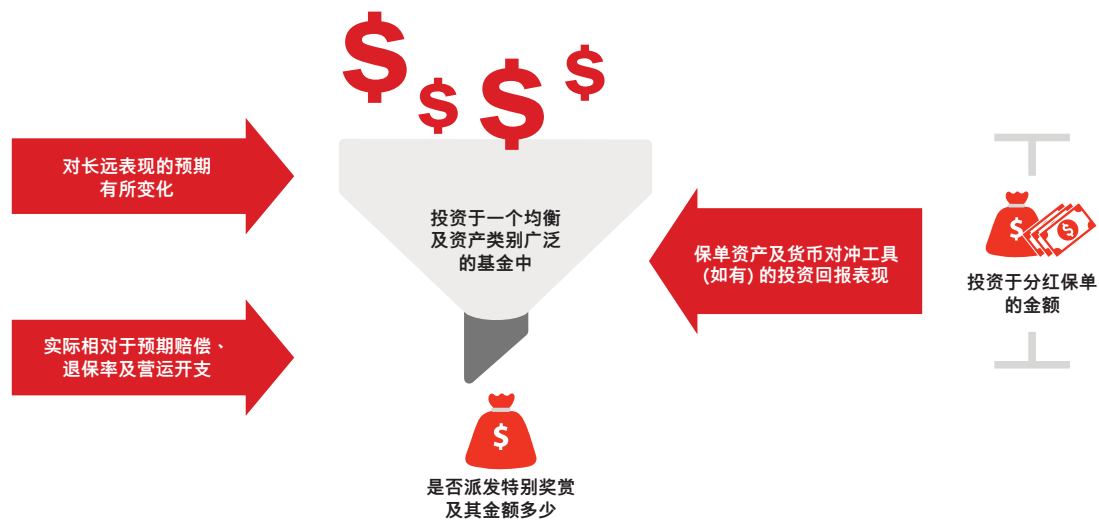 对长远表现的预期
有所变化
实际相对于预期赔偿、
退保率及营运开支
$
$
$
$
投资于一个均衡
及资产类别广泛
的基金中
$
是否派发特别奖赏
及其金额多少
保单资产及货币对冲工具
(如有) 的投资回报表现
$
$
投资于分红保单
的金额